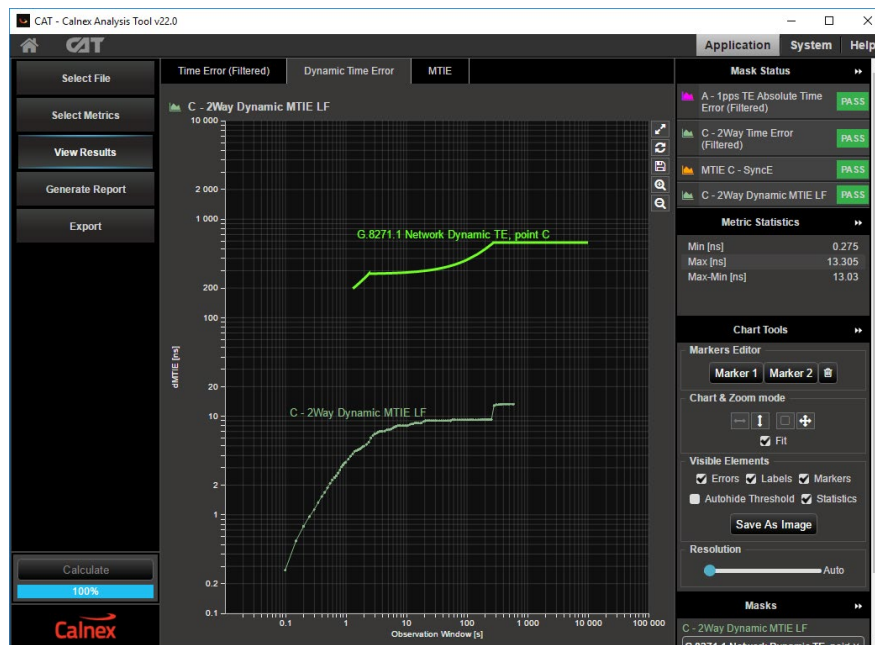 CAT - Calnex Analysis Tool v22.0
CAT
Application System Help
Select File
Select Metrics
View Results
Generate Report
Export
Calculate
100%
Calnex
Time Error (Filtered) Dynamic Time Error MTIE
C - 2Way Dynamic MTIE LF
10 000
2 000
1 000
200
100
20
10
2
1
0.2
0.1
dMTIE [ns]
G.8271.1 Network Dynamic TE, point C
C - 2Way Dynamic MTIE LF
0.1 1 10 100 1 000 10 000 100 000
Observation Window [s]
Mask Status
A - 1pps TE Absolute Time
Error (Filtered)
PASS
C - 2Way Time Error
(Filtered)
PASS
MTIE C - SyncE PASS
C - 2Way Dynamic MTIE LF PASS
Metric Statistics
Min [ns] 0.275
Max [ns] 13.305
Max-Min [ns] 13.03
Chart Tools
Markers Editor
Marker 1 Marker 2
Chart & Zoom mode
Fit
Visible Elements
Errors Labels Markers
Autohide Threshold Statistics
Save As Image
Resolution
Auto
Masks
C - 2Way Dynamic MTIE LF
G.8271.1 Network Dynamic TE, point